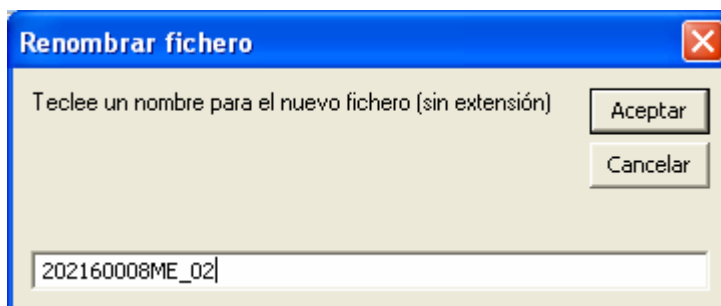 Renombrar fichero
Teclee un nombre para el nuevo fichero (sin extensión)
Aceptar
Cancelar
202160008ME_02